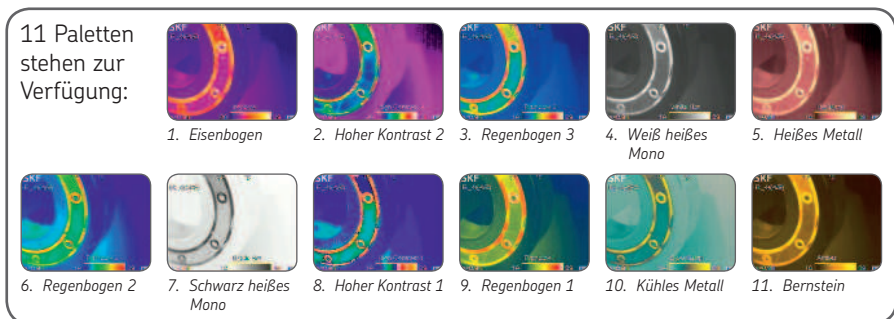 11 Paletten
stehen zur
Verfügung:
1. Eisenbogen
2. Hoher Kontrast 2
3. Regenbogen 3
4. Weiß heißes
Mono
5. Heißes Metall
6. Regenbogen 2
7. Schwarz heißes
Mono
8. Hoher Kontrast 1
9. Regenbogen 1
10. Kühles Metall
11. Bernstein